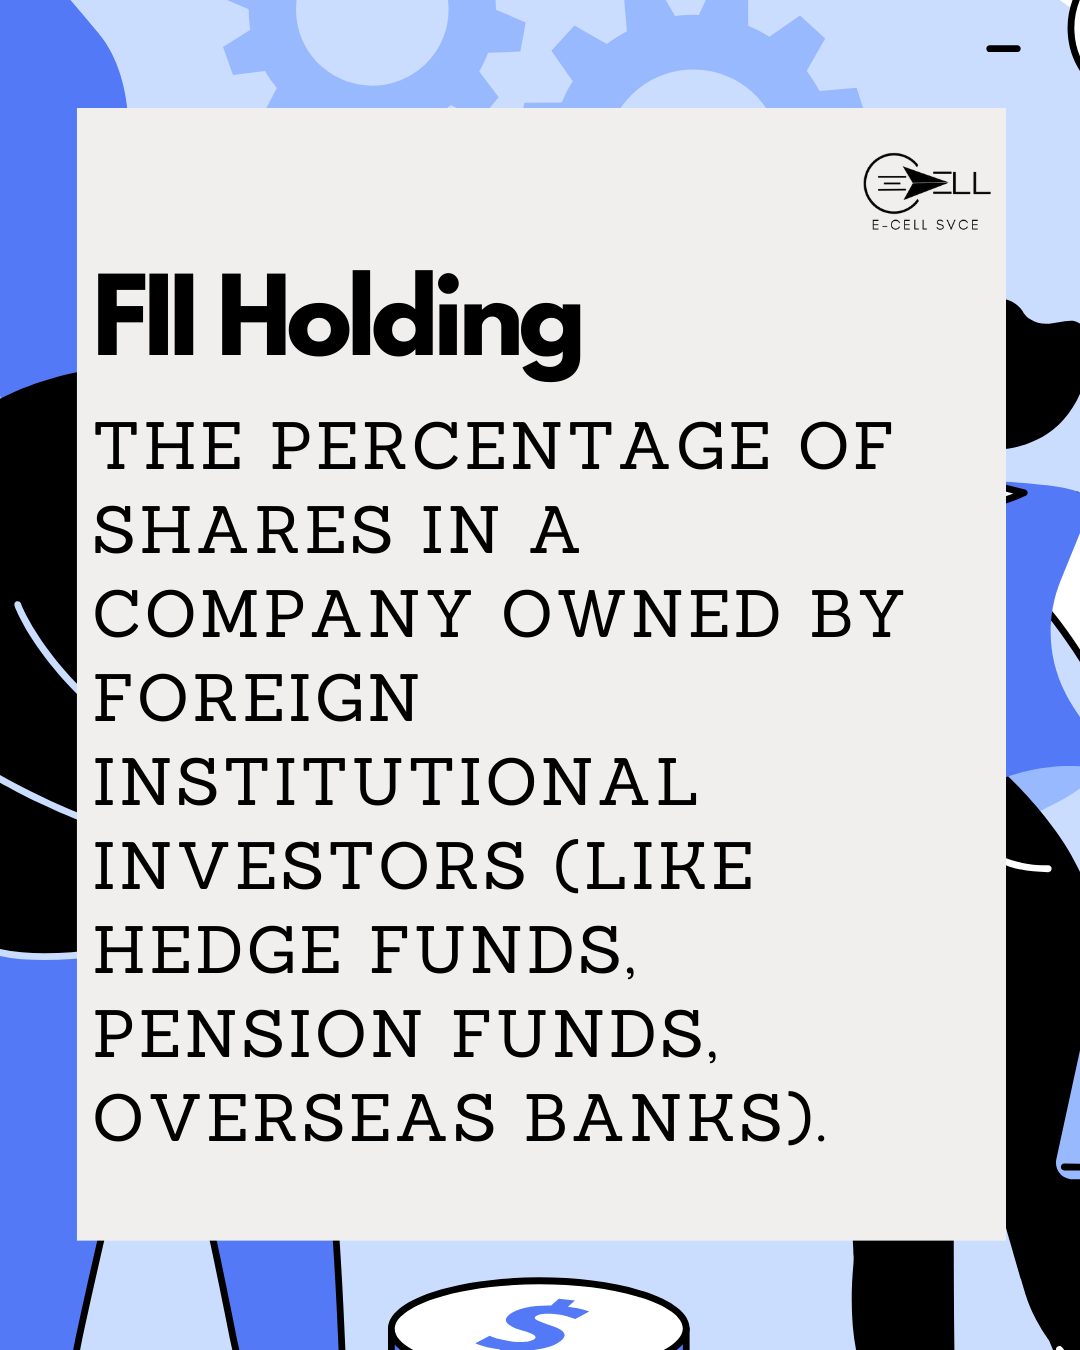 ELL
E-CELL SVCE
FII Holding
THE PERCENTAGE OF
SHARES IN A
COMPANY OWNED BY
FOREIGN
INSTITUTIONAL
INVESTORS (LIKE
HEDGE FUNDS,
PENSION FUNDS,
OVERSEAS BANKS).
$